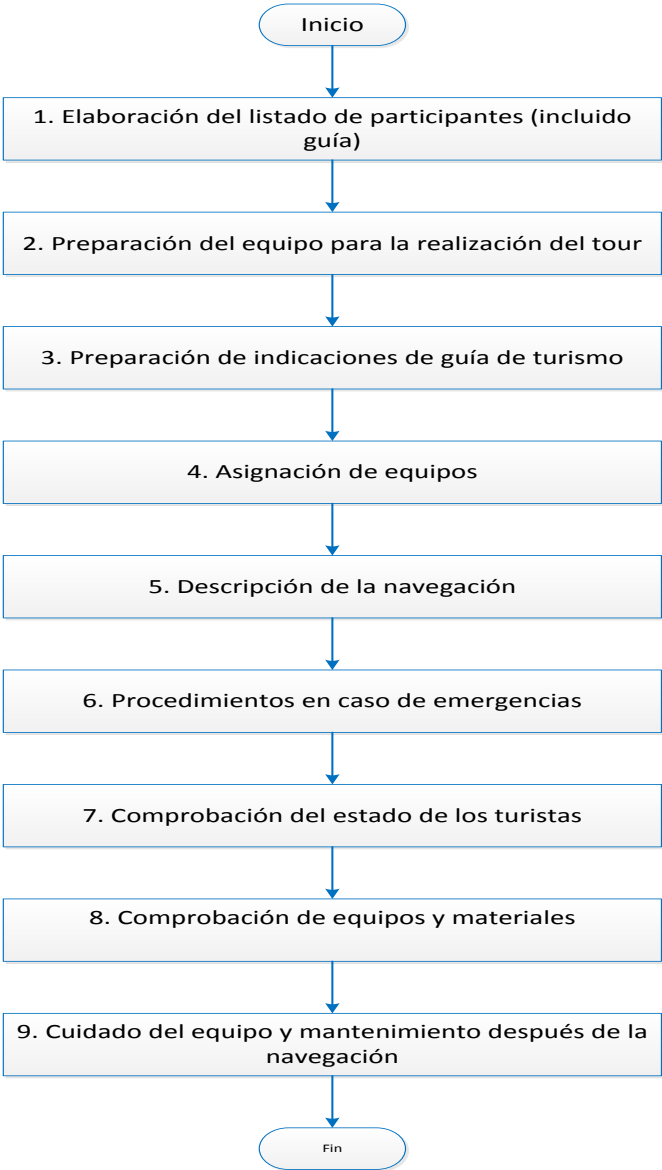 Inicio
1. Elaboración del listado de participantes (incluido
guía)
2. Preparación del equipo para la realización del tour
3. Preparación de indicaciones de guía de turismo
4. Asignación de equipos
5. Descripción de la navegación
6. Procedimientos en caso de emergencias
7. Comprobación del estado de los turistas
8. Comprobación de equipos y materiales
9. Cuidado del equipo y mantenimiento después de la
navegación
Fin